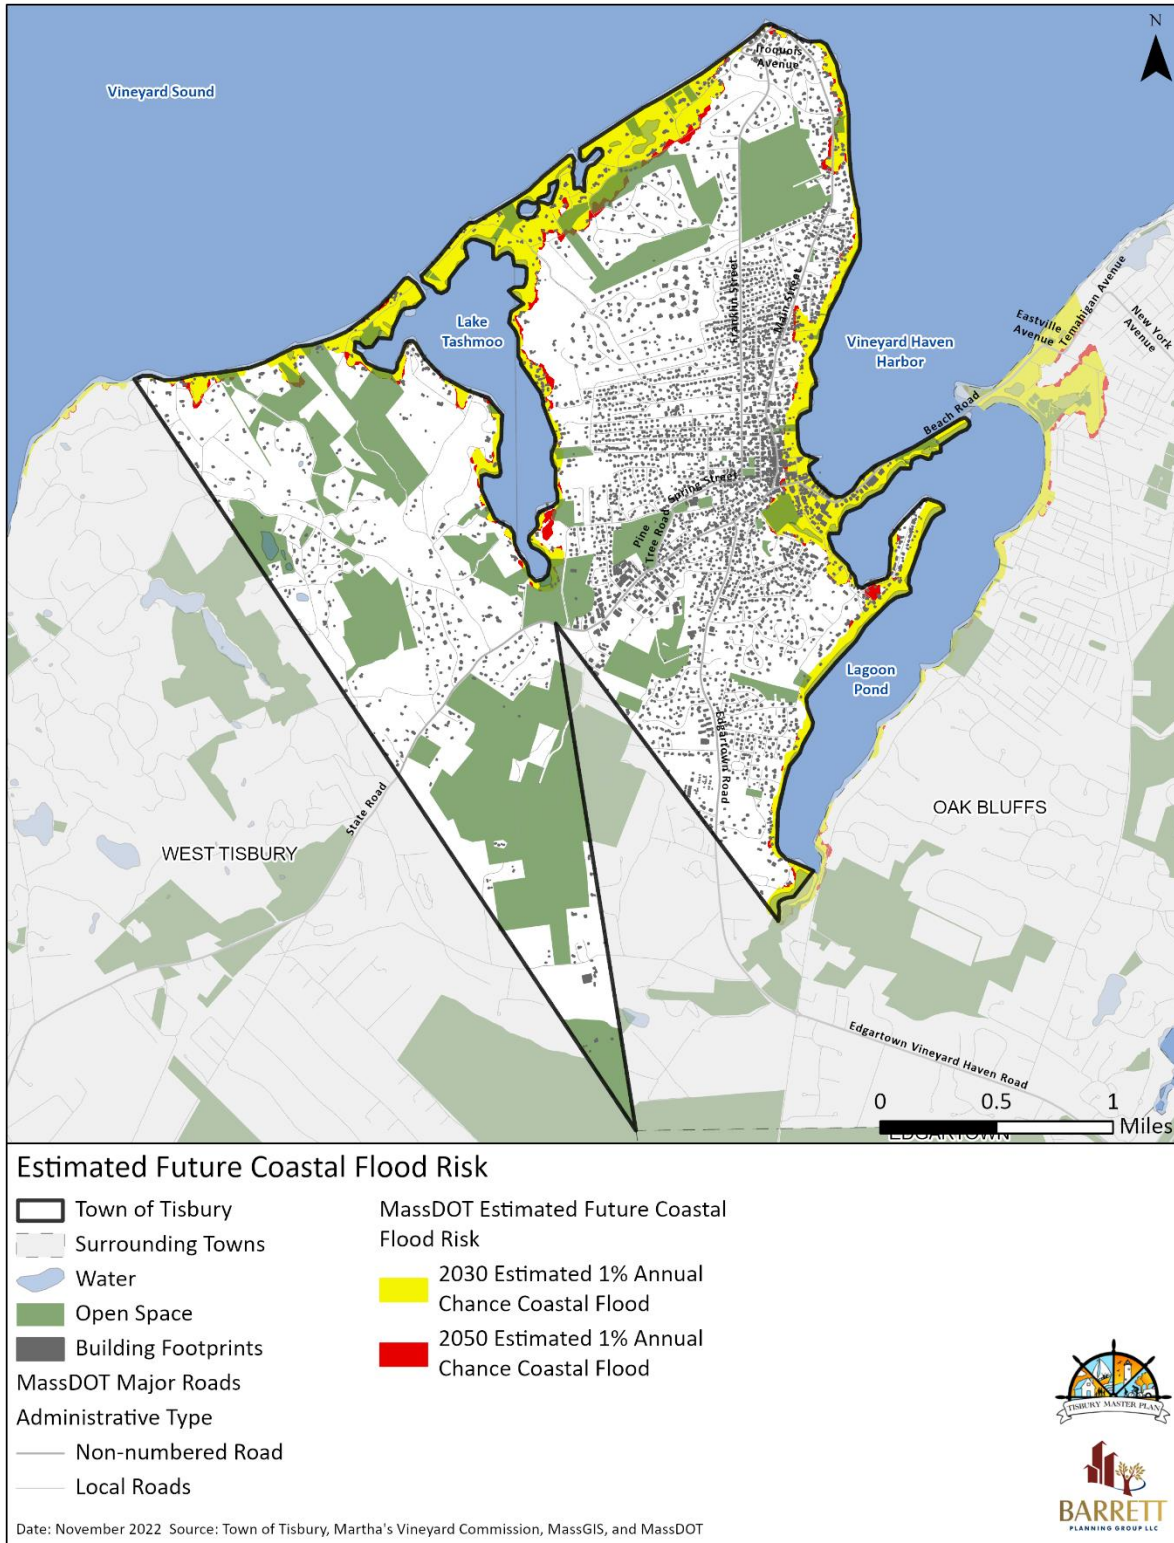 N
Iroquois
Avenue
Vineyard Sound
Franklin Street
Main Street
Lake
Tashmoo
Vineyard Haven
Harbor
Eastville
Avenue
Temahigan Avenue
New York
Avenue
Beach Road
Spring Street
Pine
Tree Road
Lagoon
Pond
Edgartown Road
OAK BLUFFS
State Road
WEST TISBURY
Edgartown Vineyard Haven Road
0 0.5 1
Miles
EDGARTOWN
Estimated Future Coastal Flood Risk
Town of Tisbury
Surrounding Towns
Water
Open Space
Building Footprints
MassDOT Major Roads
Administrative Type
Non-numbered Road
Local Roads
MassDOT Estimated Future Coastal
Flood Risk
2030 Estimated 1% Annual
Chance Coastal Flood
2050 Estimated 1% Annual
Chance Coastal Flood
TISBURY MASTER PLAN
BARRETT
PLANNING GROUP LLC
Date: November 2022 Source: Town of Tisbury, Martha's Vineyard Commission, MassGIS, and MassDOT